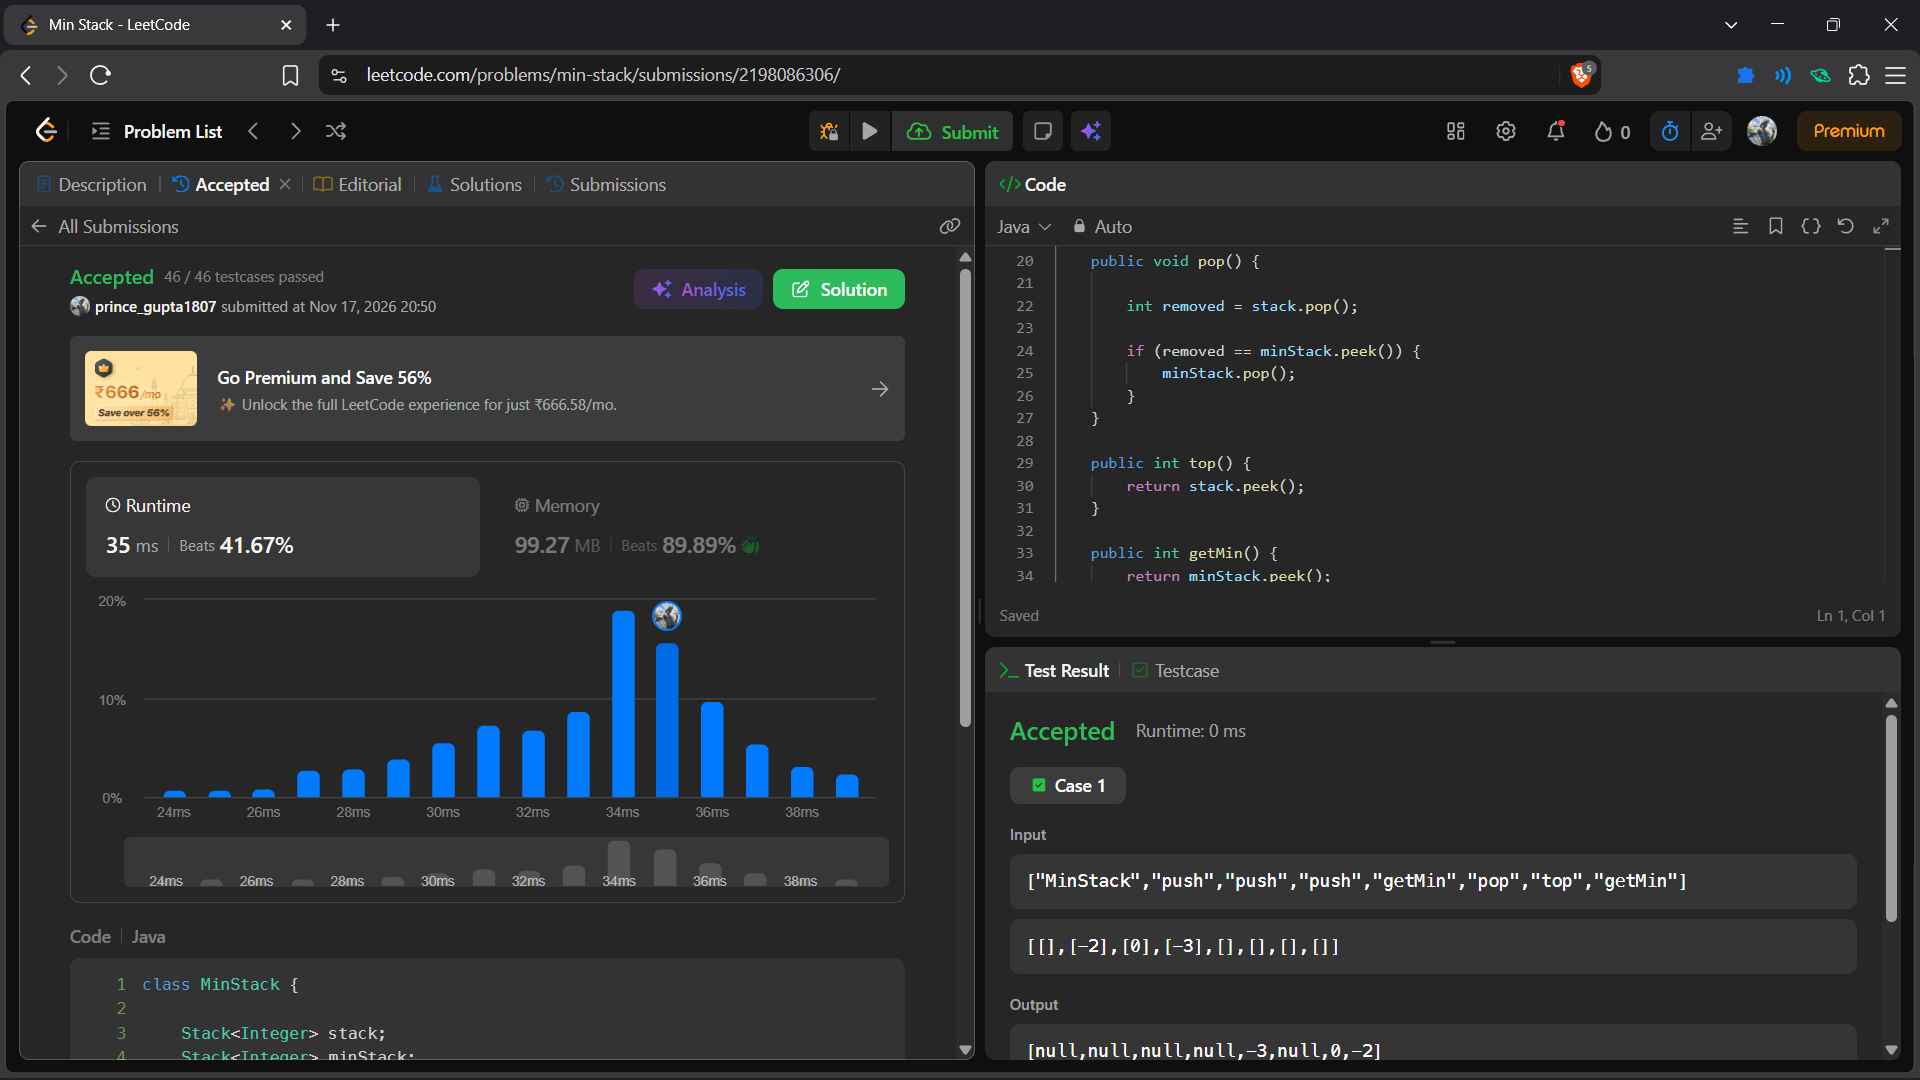 Min Stack - LeetCode
leetcode.com/problems/min-stack/submissions/2198086306/
5
Problem List
Submit
0
Premium
Description
Accepted
Editorial
Solutions
Submissions
All Submissions
Accepted 46 / 46 testcases passed
prince_gupta1807 submitted at Nov 17, 2026 20:50
Analysis
Solution
₹666/mo
Save over 56%
Go Premium and Save 56%
✨ Unlock the full LeetCode experience for just ₹666.58/mo.
Runtime
35 ms Beats 41.67%
Memory
99.27 MB Beats 89.89%
20%
10%
0%
24ms 26ms 28ms 30ms 32ms 34ms 36ms 38ms
24ms 26ms 28ms 30ms 32ms 34ms 36ms 38ms
Code Java
1 class MinStack {
2
3 Stack<Integer> stack;
4 Stack<Integer> minStack;
</> Code
Java Auto
20 public void pop() {
21
22 int removed = stack.pop();
23
24 if (removed == minStack.peek()) {
25 minStack.pop();
26 }
27 }
28
29 public int top() {
30 return stack.peek();
31 }
32
33 public int getMin() {
34 return minStack.peek();
Saved
Ln 1, Col 1
Test Result
Testcase
Accepted Runtime: 0 ms
Case 1
Input
["MinStack","push","push","push","getMin","pop","top","getMin"]
[[],[-2],[0],[-3],[],[],[],[]]
Output
[null,null,null,null,-3,null,0,-2]